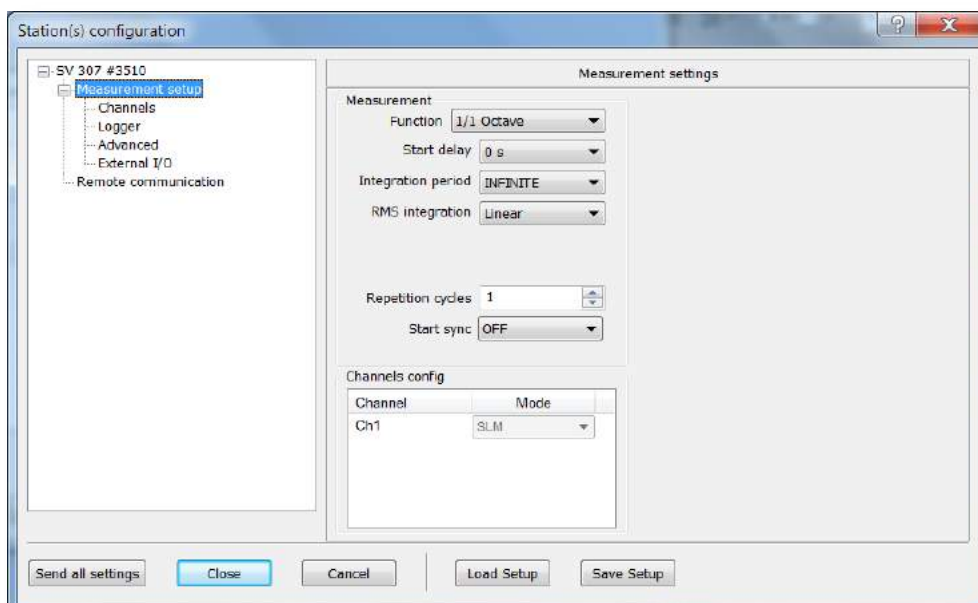 Station(s) configuration
SV 307 #3510
Measurement setup
Channels
Logger
Advanced
External I/O
Remote communication
Measurement settings
Measurement
Function 1/1 Octave
Start delay 0 s
Integration period INFINITE
RMS integration Linear
Repetition cycles 1
Start sync OFF
Channels config
Channel Mode
Ch1 SLM
Send all settings Close Cancel Load Setup Save Setup